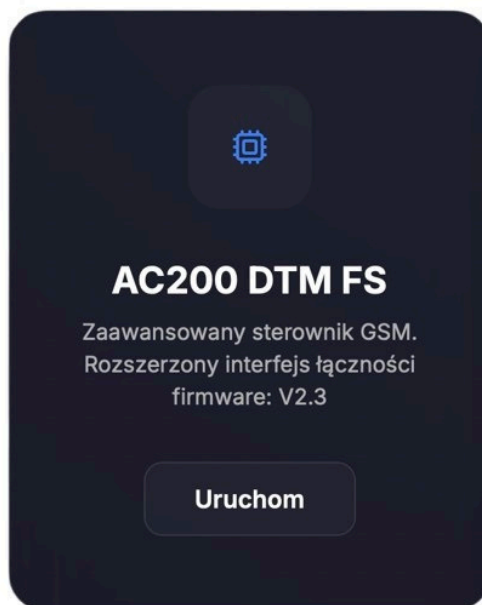 AC200 DTM FS
Zaawansowany sterownik GSM.
Rozszerzony interfejs łączności
firmware: V2.3
Uruchom